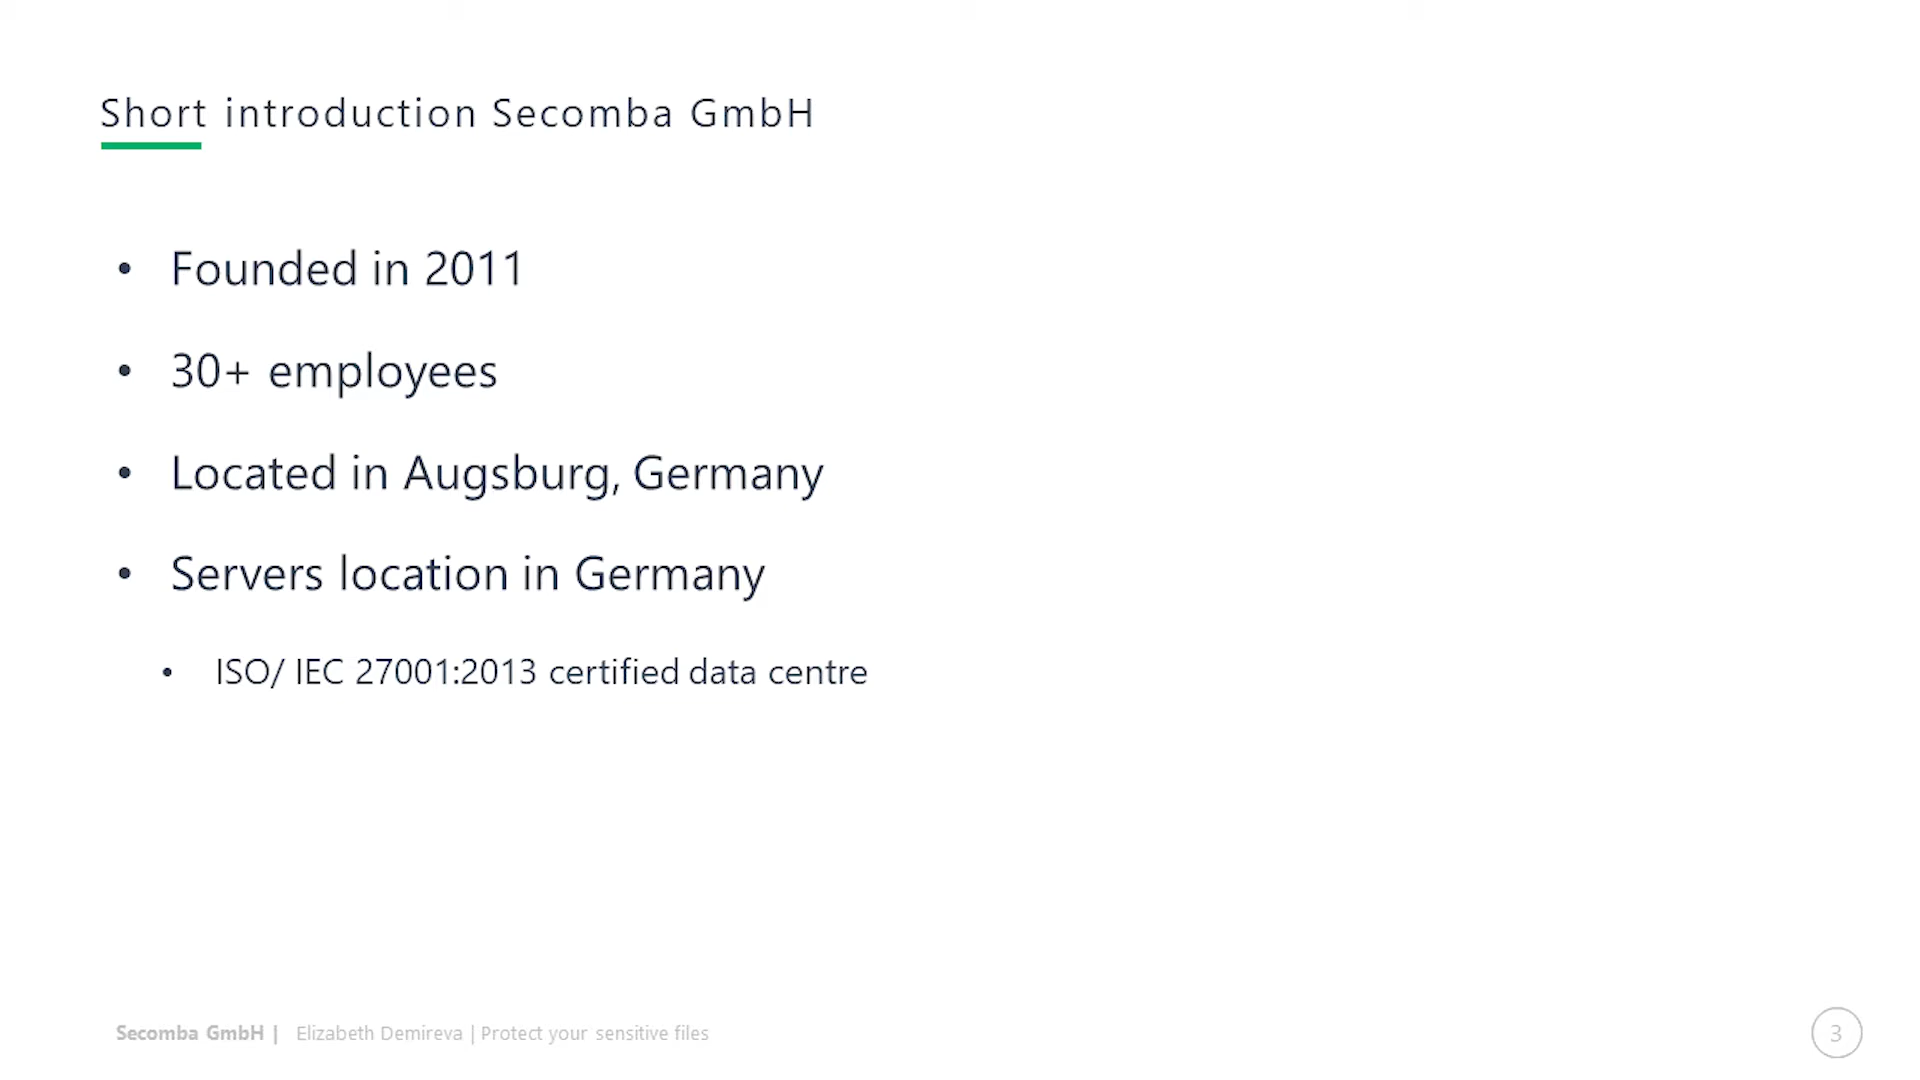 Short introduction Secomba GmbH
• Founded in 2011
• 30+ employees
• Located in Augsburg, Germany
• Servers location in Germany
• ISO/ IEC 27001:2013 certified data centre
Secomba GmbH | Elizabeth Demireva | Protect your sensitive files
3